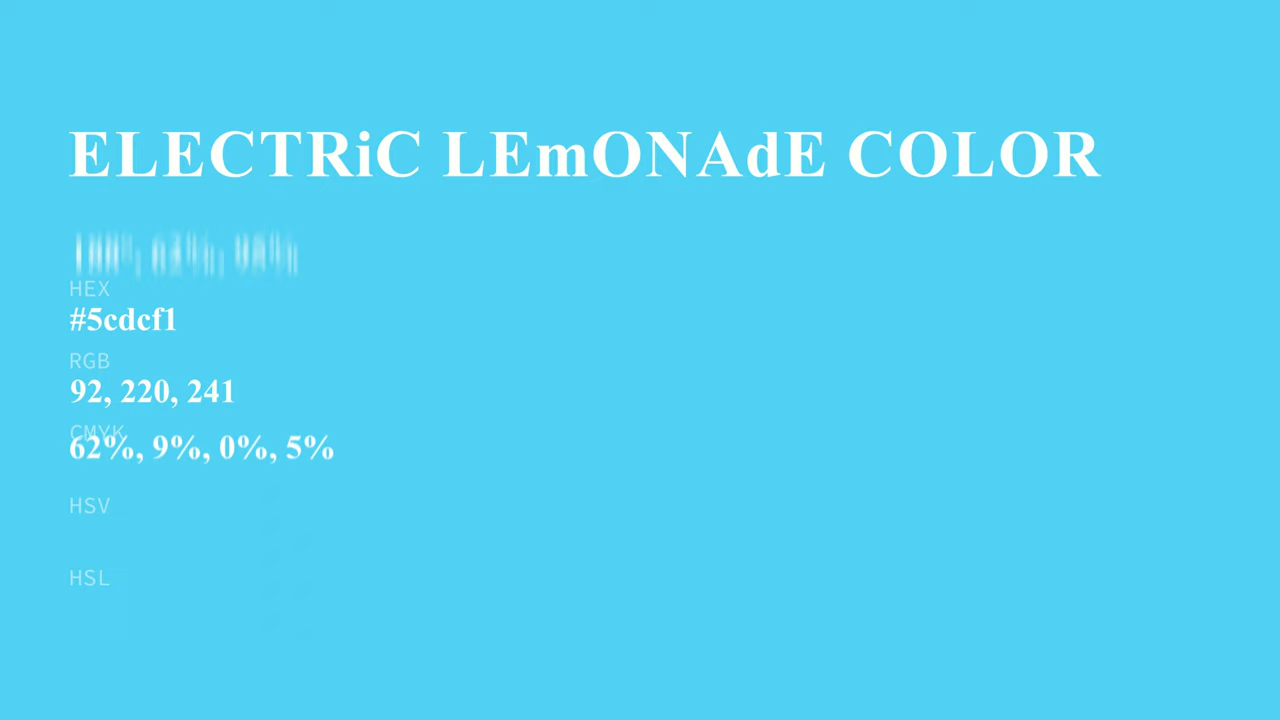 ELECTRiC LEmONAdE COLOR
HEX
#5cdcf1
RGB
92, 220, 241
CMYK
62%, 9%, 0%, 5%
HSV
HSL